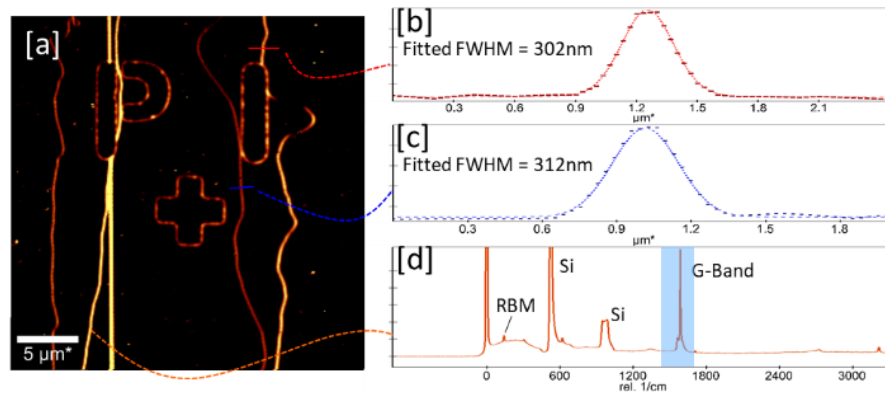 [a]
5 µm*
[b]
Fitted FWHM = 302nm
0.3 0.6 0.9 1.2 1.5 1.8 2.1
µm*
[c]
Fitted FWHM = 312nm
0.3 0.6 0.9 1.2 1.5 1.8
µm*
[d]
Si
G-Band
RBM
Si
0 600 1200 1800 2400 3000
rel. 1/cm